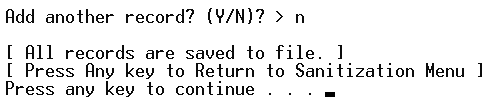 Add another record? (Y/N)? > n
[ All records are saved to file. ]
[ Press Any key to Return to Sanitization Menu ]
Press any key to continue . . .